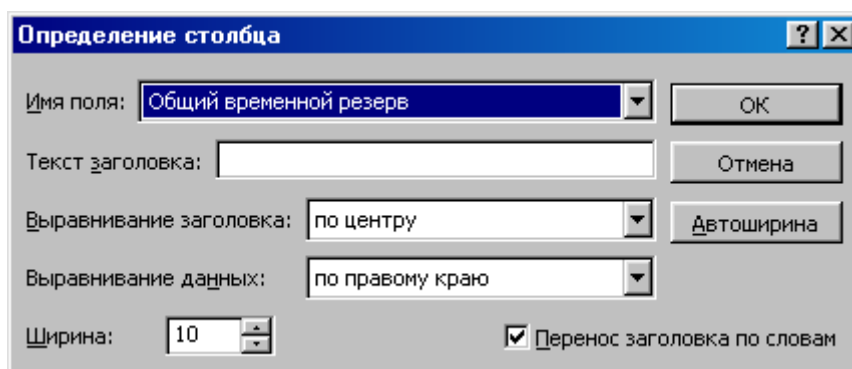 Определение столбца
Имя поля: Общий временной резерв
ОК
Текст заголовка:
Отмена
Выравнивание заголовка: по центру
Автоширина
Выравнивание данных: по правому краю
Ширина: 10
Перенос заголовка по словам